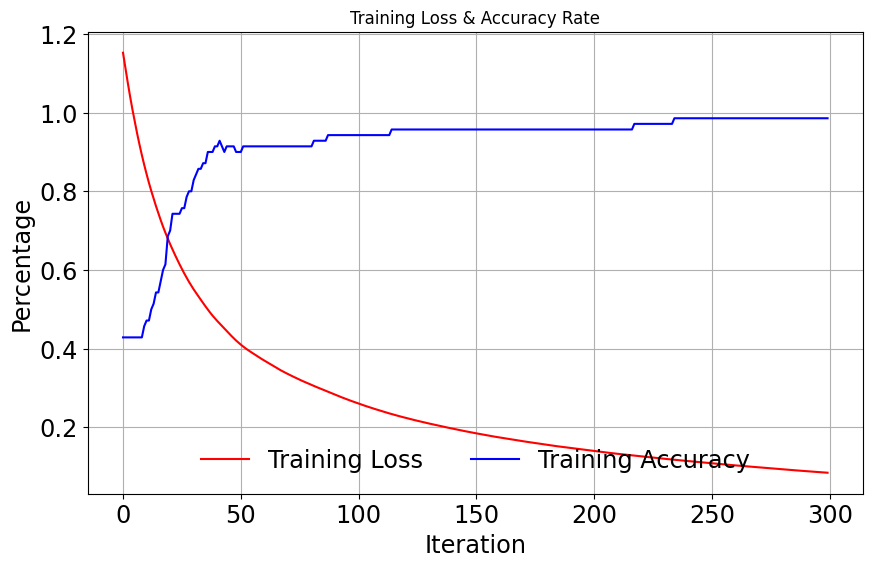 Training Loss & Accuracy Rate
1.2
1.0
0.8
0.6
0.4
0.2
Percentage
Training Loss
Training Accuracy
0 50 100 150 200 250 300
Iteration